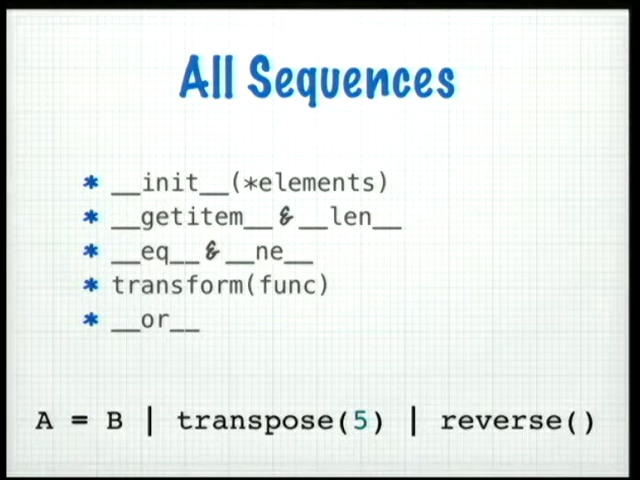 All Sequences
* __init__(*elements)
* __getitem__ & __len__
* __eq__ & __ne__
* transform(func)
* __or__
A = B | transpose(5) | reverse()